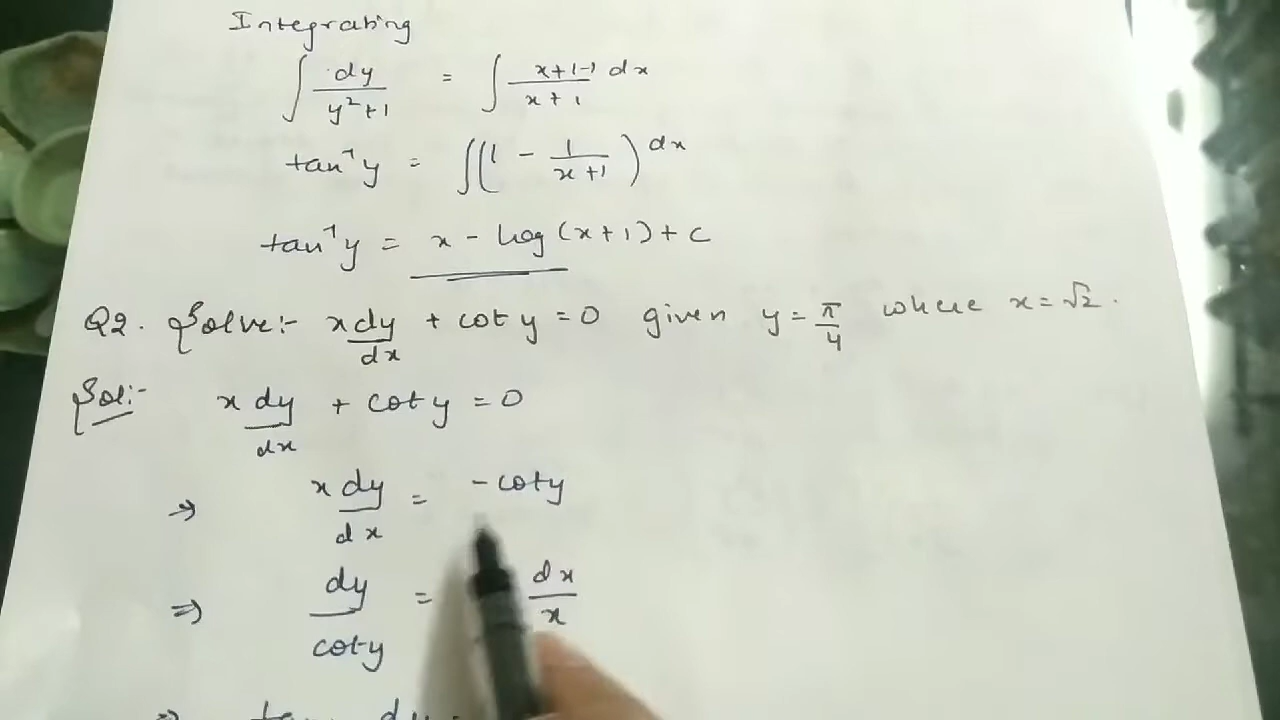 Integrating
∫ dy/(y²+1) = ∫ (x+1-1)/(x+1) dx
tan⁻¹y = ∫(1 - 1/(x+1)) dx
tan⁻¹y = x - log(x+1)+c
Q2. Solve:- x dy/dx + cot y = 0 given y = π/4 where x = √2.
Sol:- x dy/dx + cot y = 0
⇒ x dy/dx = -cot y
⇒ dy/cot y = dx/x
⇒ dy